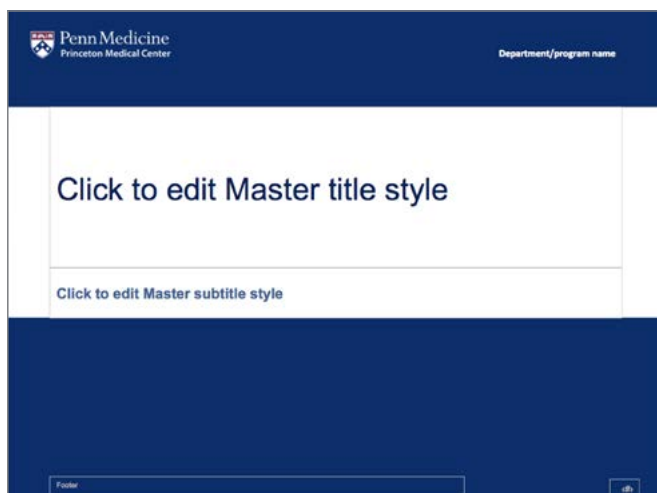 Penn Medicine
Princeton Medical Center
Department/program name
Click to edit Master title style
Click to edit Master subtitle style
Footer